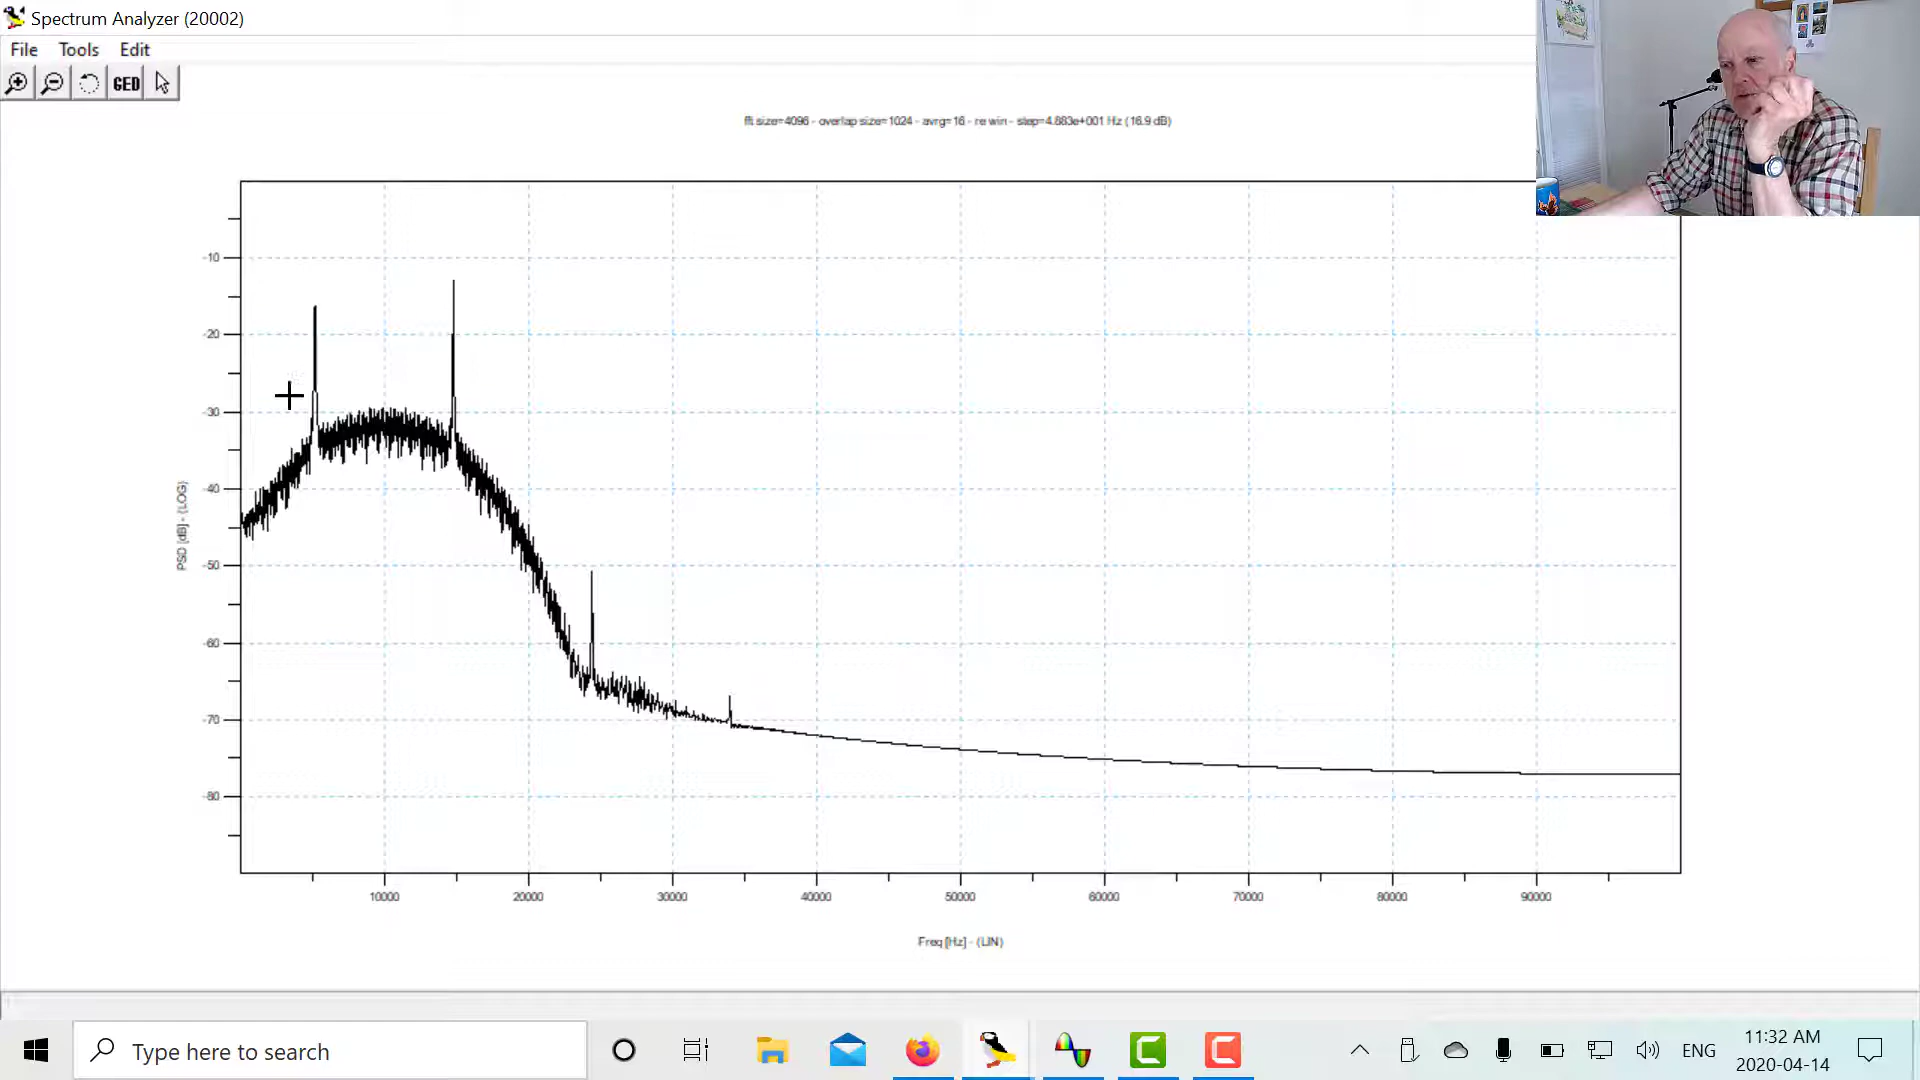 Spectrum Analyzer (20002)
File Tools Edit
GED
fft size=4096 - overlap size=1024 - avrg=16 - re win - step=4.883e+001 Hz (16.9 dB)
-10
-20
-30
-40
-50
-60
-70
-80
PSD [dB] - (LOG)
10000 20000 30000 40000 50000 60000 70000 80000 90000
Freq [Hz] - (LIN)
Type here to search
ENG
11:32 AM
2020-04-14